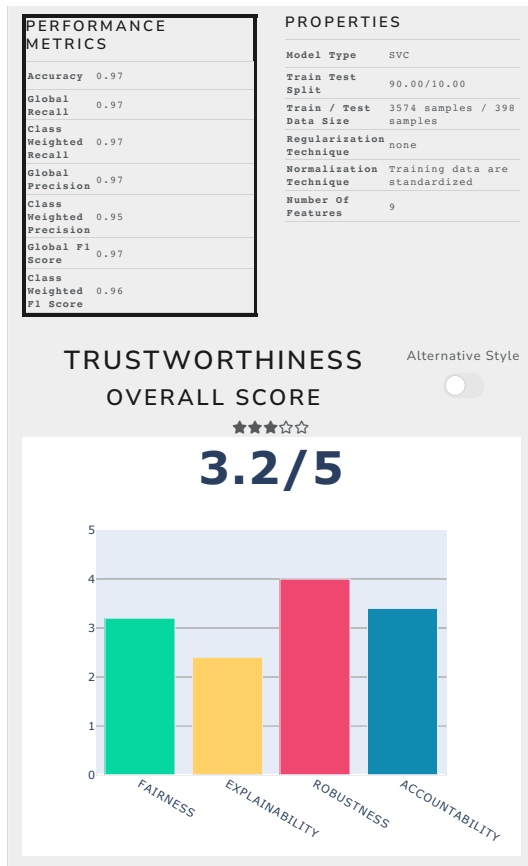 PERFORMANCE
METRICS
Accuracy 0.97
Global
Recall 0.97
Class
Weighted 0.97
Recall
Global
Precision 0.97
Class
Weighted 0.95
Precision
Global F1
Score 0.97
Class
Weighted 0.96
F1 Score
PROPERTIES
Model Type SVC
Train Test
Split 90.00/10.00
Train / Test 3574 samples / 398
Data Size samples
Regularization
Technique none
Normalization Training data are
Technique standardized
Number Of
Features 9
TRUSTWORTHINESS
OVERALL SCORE
Alternative Style
3.2/5
5
4
3
2
1
0
FAIRNESS
EXPLAINABILITY
ROBUSTNESS
ACCOUNTABILITY